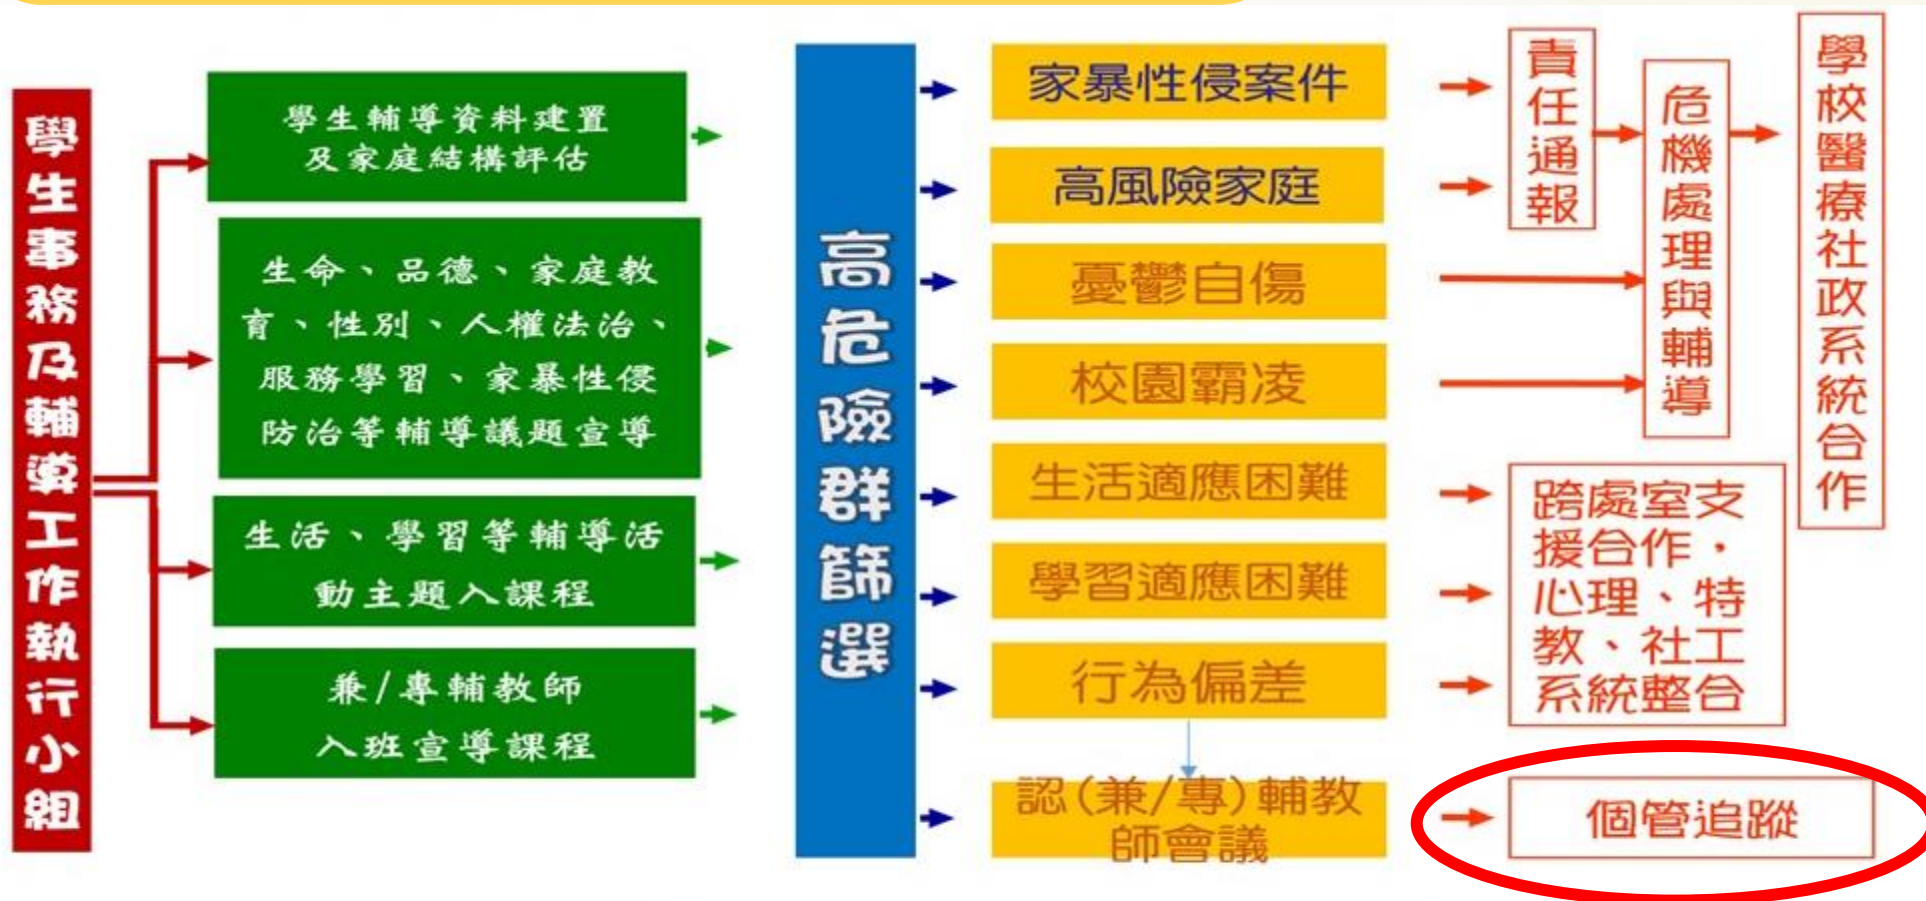 學生事務及輔導工作執行小組
學生輔導資料建置
及家庭結構評估
生命、品德、家庭教
育、性別、人權法治、
服務學習、家暴性侵
防治等輔導議題宣導
生活、學習等輔導活
動主題入課程
兼/專輔教師
入班宣導課程
高危險群篩選
家暴性侵案件
高風險家庭
憂鬱自傷
校園霸凌
生活適應困難
學習適應困難
行為偏差
認(兼/專)輔教
師會議
責任通報
危機處理與輔導
學校醫療社政系統合作
跨處室支
援合作，
心理、特
教、社工
系統整合
個管追蹤